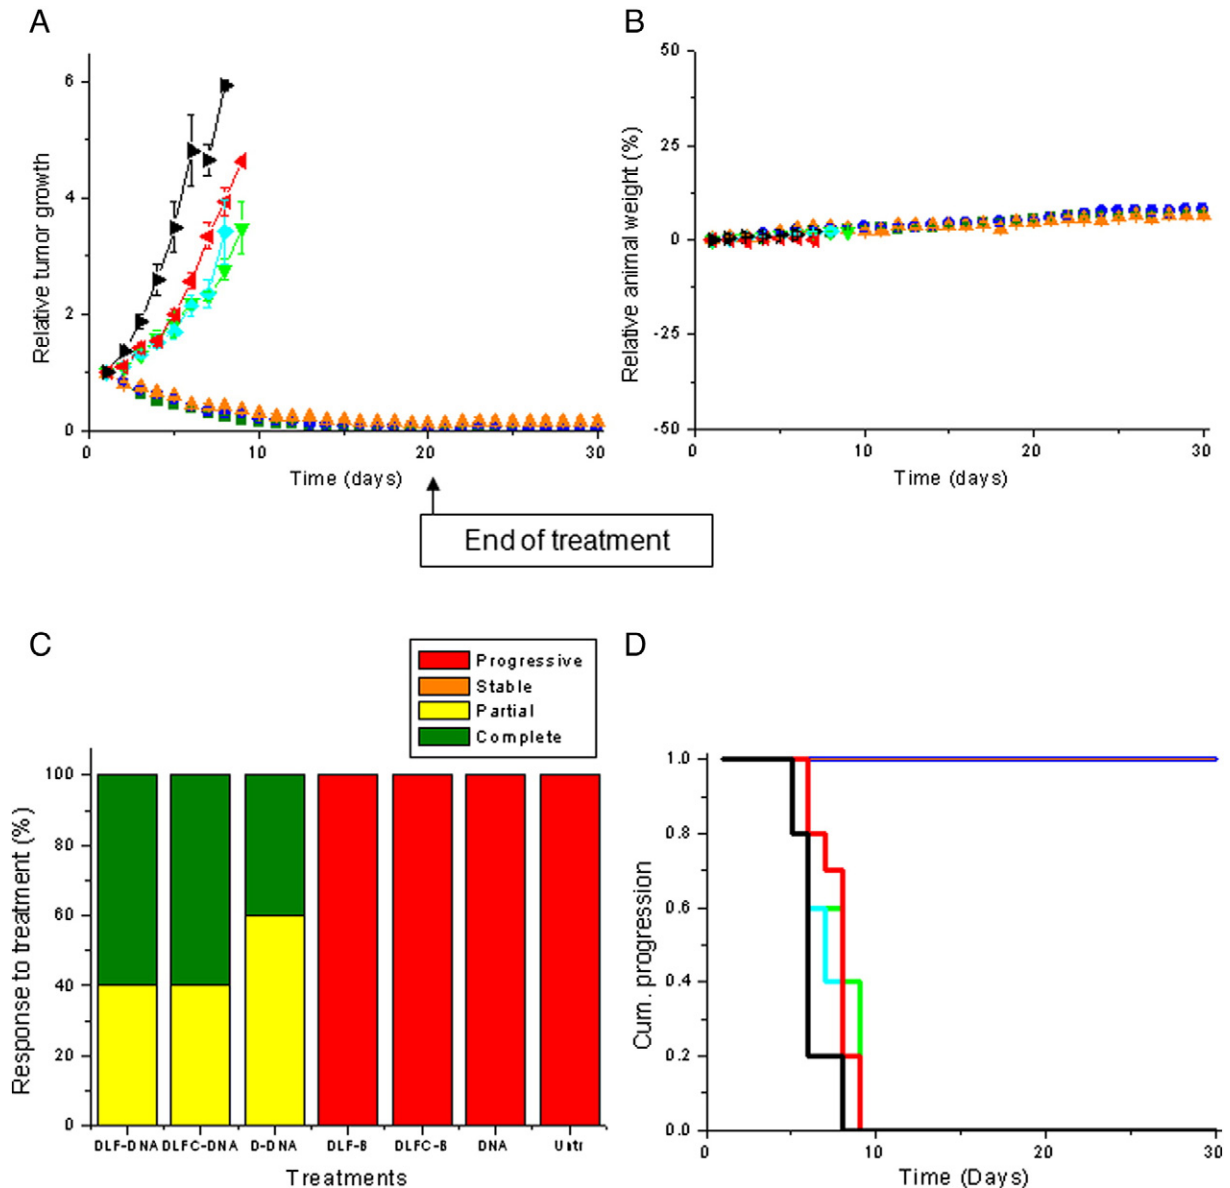 A
6
4
2
0
Relative tumor growth
0
10
20
30
Time (days)
End of treatment
B
50
25
0
-25
-50
Relative animal weight (%)
0
10
20
30
Time (days)
C
Progressive
Stable
Partial
Complete
100
80
60
40
20
0
Response to treatment (%)
DLF-DNA DLFC-DNA D-DNA DLF-B DLFC-B DNA Untr
Treatments
D
1.0
0.8
0.6
0.4
0.2
0.0
Cum. progression
0
10
20
30
Time (Days)